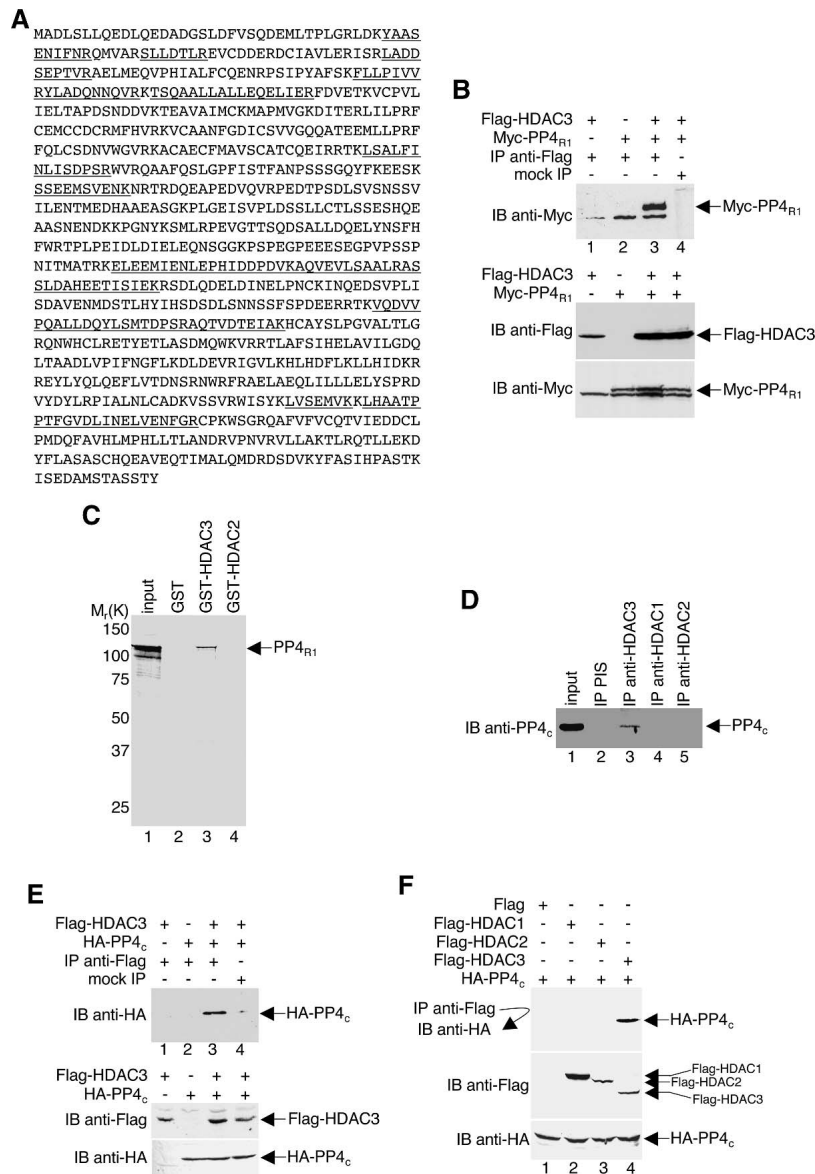 A
MADLSLLQEDLQEDADGSLDFVSQDEMLTPLGRLDKYAAS
ENIFNRQMVARSLLDTLREVCDDERDCIAVLERISRLADD
SEPTVRAELMEQVPHIALFCQENRPSIPYAFSKFLLPIVV
RYLADQNNQVRKTSQAALLALLEQELIERFDVETKVCPVL
IELTAPDSNDDVKTEAVAIMCKMAPMVGKDITERLILPRF
CEMCCDCRMFHVRKVCAANFGDICSVVGQQATEEMLLPRF
FQLCSDNVWGVRKACAECFMAVSCATCQEIRRTKLSALFI
NLISDPSRWVRQAAFQSLGPFISTFANPSSSGQYFKEESK
SSEEMSVENKNRTRDQEAPEDVQVRPEDTPSDLSVSNSSV
ILENTMEDHAAEASGKPLGEISVPLDSSLLCTLSSESHQE
AASNENDKKPGNYKSMLRPEVGTTSQDSALLDQELYNSFH
FWRTPLPEIDLDIELEQNSGGKPSPEGPEEESEGPVPSSP
NITMATRKELEEMIENLEPHIDDPDVKAQVEVLSAALRAS
SLDAHEETISIEKRSDLQDELDINELPNCKINQEDSVPLI
SDAVENMDSTLHYIHSDSDLSNNSSFSPDEERRTKVQDVV
PQALLDQYLSMTDPSRAQTVDTEIAKHCAYSLPGVALTLG
RQNWHCLRETYETLASDMQWKVRRTLAFSIHELAVILGDQ
LTAADLVPIFNGFLKDLDEVRIGVLKHLHDFLKLLHIDKR
REYLYQLQEFLVTDNSRNWRFRAELAEQLILLLELYSPRD
VYDYLRPIALNLCADKVSSVRWISYKLVSEMVKKLHAATP
PTFGVDLINELVENFGRCPKWSGRQAFVFVCQTVIEDDCL
PMDQFAVHLMPHLLTLANDRVPNVRVLLAKTLRQTLLEKD
YFLASASCHQEAVEQTIMALQMDRDSDVKYFASIHPASTK
ISEDAMSTASSTY
B
Flag-HDAC3 + - + +
Myc-PP4R1 - + + +
IP anti-Flag + + + -
mock IP - - - +
IB anti-Myc
Myc-PP4R1
1 2 3 4
Flag-HDAC3 + - + +
Myc-PP4R1 - + + +
IB anti-Flag
Flag-HDAC3
IB anti-Myc
Myc-PP4R1
C
Mr(K)
input
GST
GST-HDAC3
GST-HDAC2
150
100
75
50
37
25
PP4R1
1 2 3 4
D
input
IP PIS
IP anti-HDAC3
IP anti-HDAC1
IP anti-HDAC2
IB anti-PP4c
PP4c
1 2 3 4 5
E
Flag-HDAC3 + - + +
HA-PP4c - + + +
IP anti-Flag + + + -
mock IP - - - +
IB anti-HA
HA-PP4c
1 2 3 4
Flag-HDAC3 + - + +
HA-PP4c - + + +
IB anti-Flag
Flag-HDAC3
IB anti-HA
HA-PP4c
F
Flag + - - -
Flag-HDAC1 - + - -
Flag-HDAC2 - - + -
Flag-HDAC3 - - - +
HA-PP4c + + + +
IP anti-Flag
IB anti-HA
HA-PP4c
IB anti-Flag
Flag-HDAC1
Flag-HDAC2
Flag-HDAC3
IB anti-HA
HA-PP4c
1 2 3 4